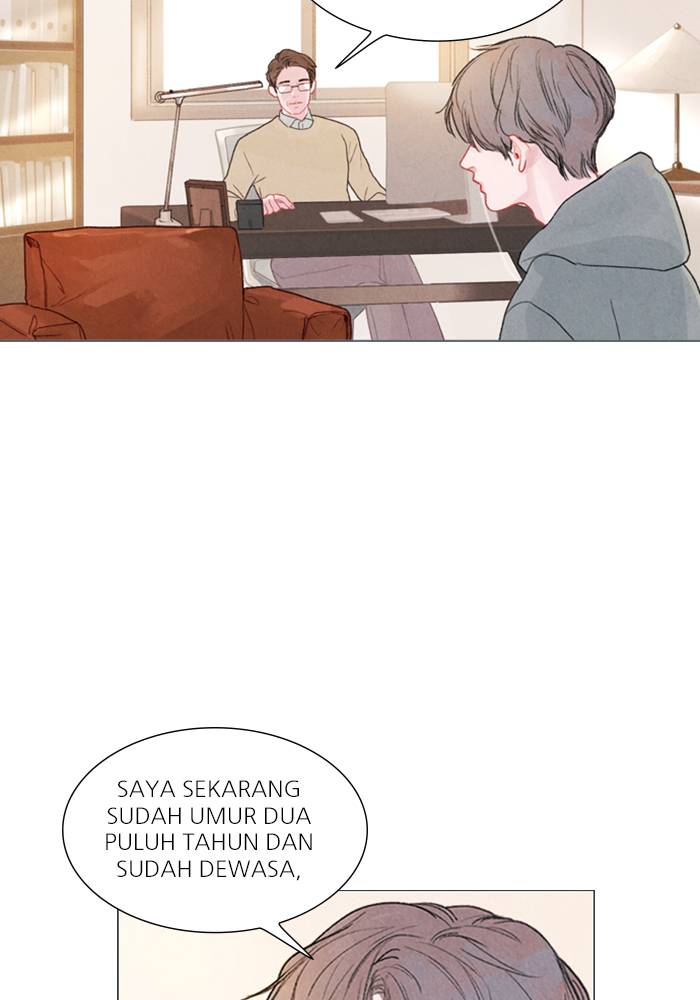 SAYA SEKARANG
SUDAH UMUR DUA
PULUH TAHUN DAN
SUDAH DEWASA,